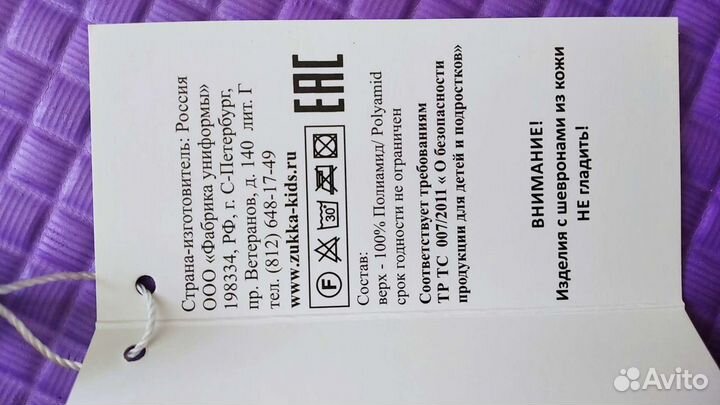 Страна-изготовитель: Россия
ООО «Фабрика униформы»
198334, РФ, г. С-Петербург,
пр. Ветеранов, д. 140 лит. Г
тел. (812) 648-17-49
www.zukka-kids.ru
EAC
F 30°
Состав:
верх - 100% Полиамид/ Polyamid
срок годности не ограничен
Соответствует требованиям
ТР ТС 007/2011 « О безопасности
продукции для детей и подростков»
ВНИМАНИЕ!
Изделия с шевронами из кожи
НЕ гладить!
Avito